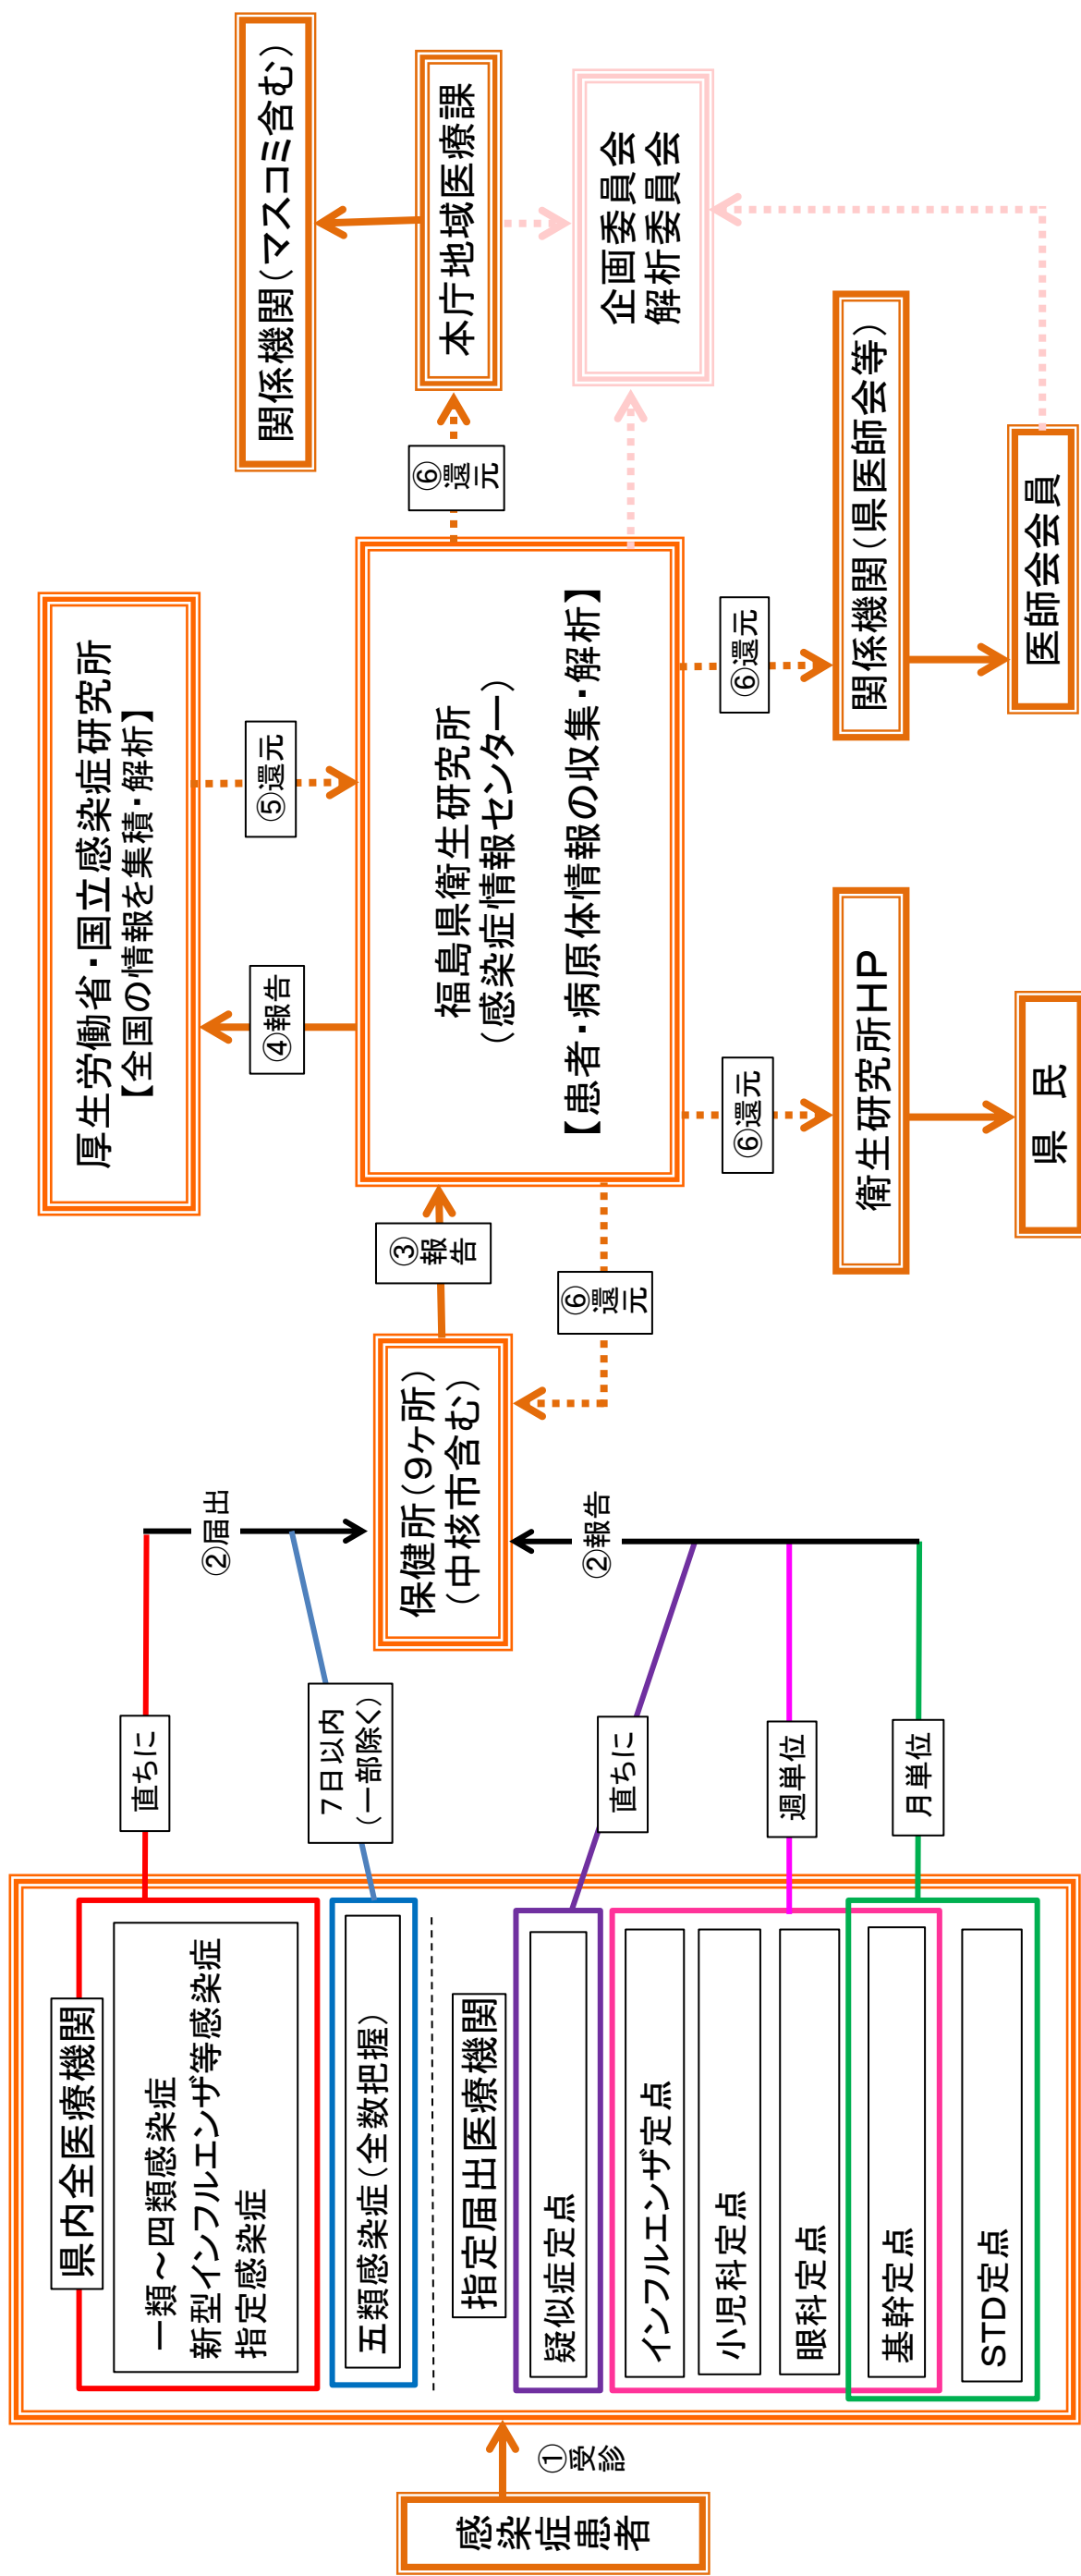 感染症患者
①受診
県内全医療機関
一類～四類感染症
新型インフルエンザ等感染症
指定感染症
五類感染症(全数把握)
指定届出医療機関
疑似症定点
インフルエンザ定点
小児科定点
眼科定点
基幹定点
STD定点
直ちに
7日以内
(一部除く)
直ちに
週単位
月単位
②届出
②報告
保健所(9ヶ所)
(中核市含む)
③報
告
⑥
還
元
厚生労働省・国立感染症研究所
【全国の情報を集積・解析】
④報告
⑤還元
福島県衛生研究所
(感染症情報センター)
【患者・病原体情報の収集・解析】
⑥還元
衛生研究所HP
県 民
⑥還元
関係機関(県医師会等)
医師会会員
⑥
還
元
関係機関(マスコミ含む)
本庁地域医療課
企画委員会
解析委員会